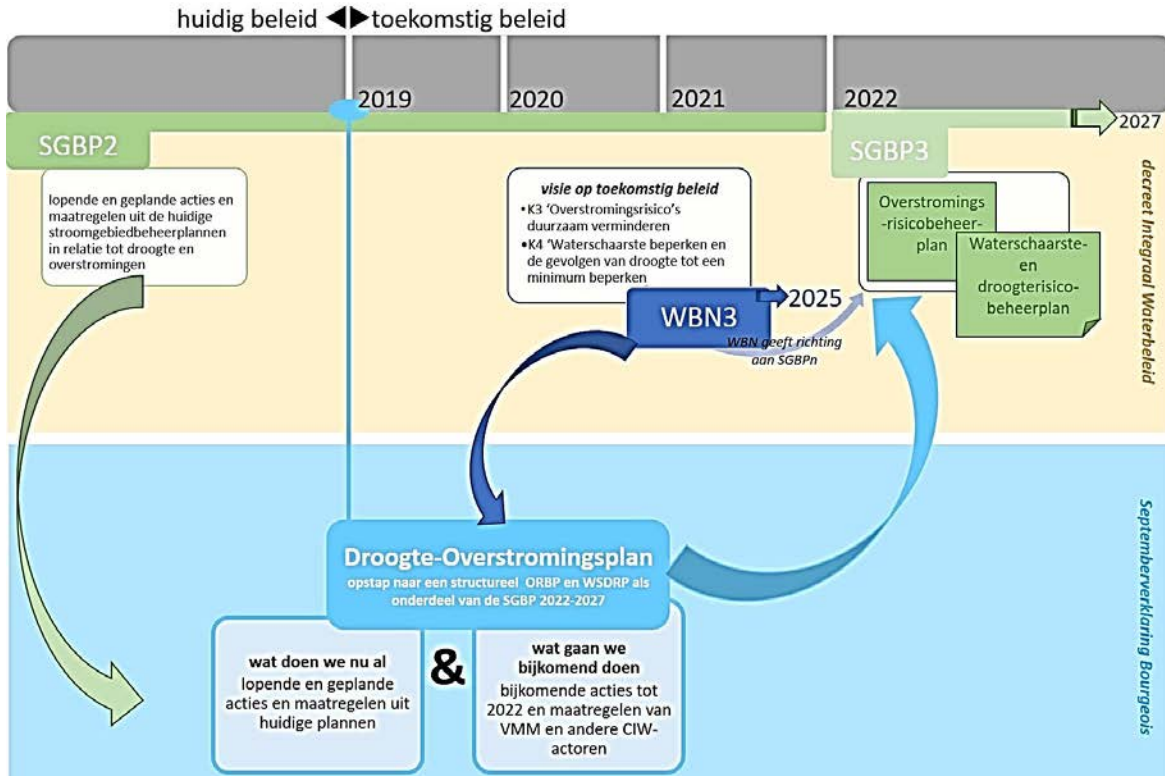 huidig beleid
toekomstig beleid
2019
2020
2021
2022
2027
SGBP2
SGBP3
lopende en geplande acties en
maatregelen uit de huidige
stroomgebiedbeheerplannen
in relatie tot droogte en
overstromingen
visie op toekomstig beleid
•K3 ‘Overstromingsrisico’s
duurzaam verminderen
•K4 ‘Waterschaarste beperken en
de gevolgen van droogte tot een
minimum beperken
Overstromings
-risicobeheer-
plan
Waterschaarste-
en
droogterisico-
beheerplan
WBN3
2025
WBN geeft richting
aan SGBPn
decreet Integraal Waterbeleid
Droogte-Overstromingsplan
opstap naar een structureel ORBP en WSDRP als
onderdeel van de SGBP 2022-2027
wat doen we nu al
lopende en geplande
acties en maatregelen uit
huidige plannen
&
wat gaan we
bijkomend doen
bijkomende acties tot
2022 en maatregelen van
VMM en andere CIW-
actoren
Septemberverklaring Bourgeois